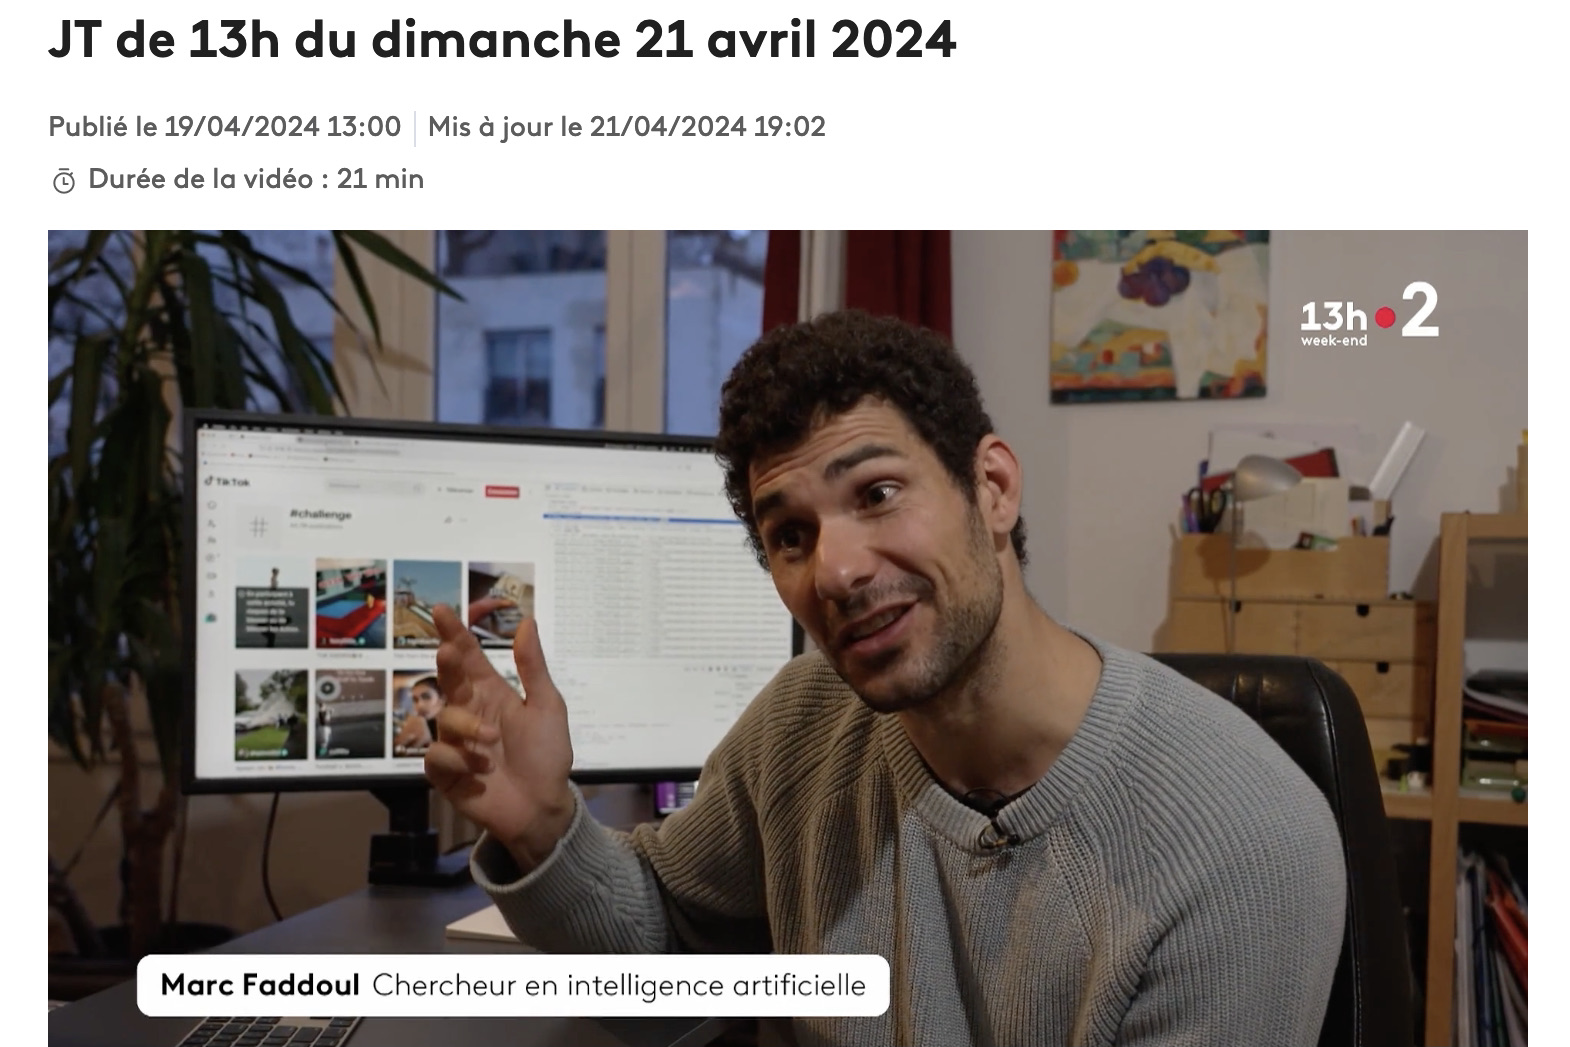 JT de 13h du dimanche 21 avril 2024
Publié le 19/04/2024 13:00 Mis à jour le 21/04/2024 19:02
Durée de la vidéo : 21 min
13h 2
week-end
TikTok
#challenge
Marc Faddoul Chercheur en intelligence artificielle